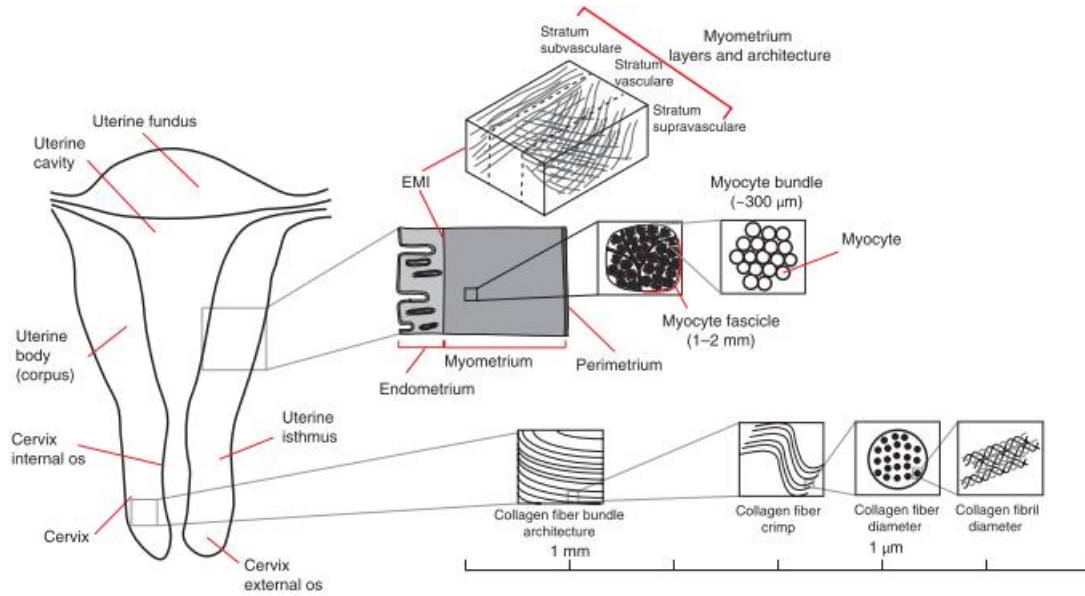 Stratum
subvasculare
Myometrium
layers and architecture
Stratum
vasculare
Stratum
supravasculare
Uterine fundus
Uterine
cavity
EMI
Myocyte bundle
(~300 μm)
Myocyte
Myocyte fascicle
(1–2 mm)
Myometrium
Perimetrium
Endometrium
Uterine
body
(corpus)
Uterine
isthmus
Cervix
internal os
Cervix
Cervix
external os
Collagen fiber bundle
architecture
Collagen fiber
crimp
Collagen fiber
diameter
Collagen fibril
diameter
1 mm
1 μm